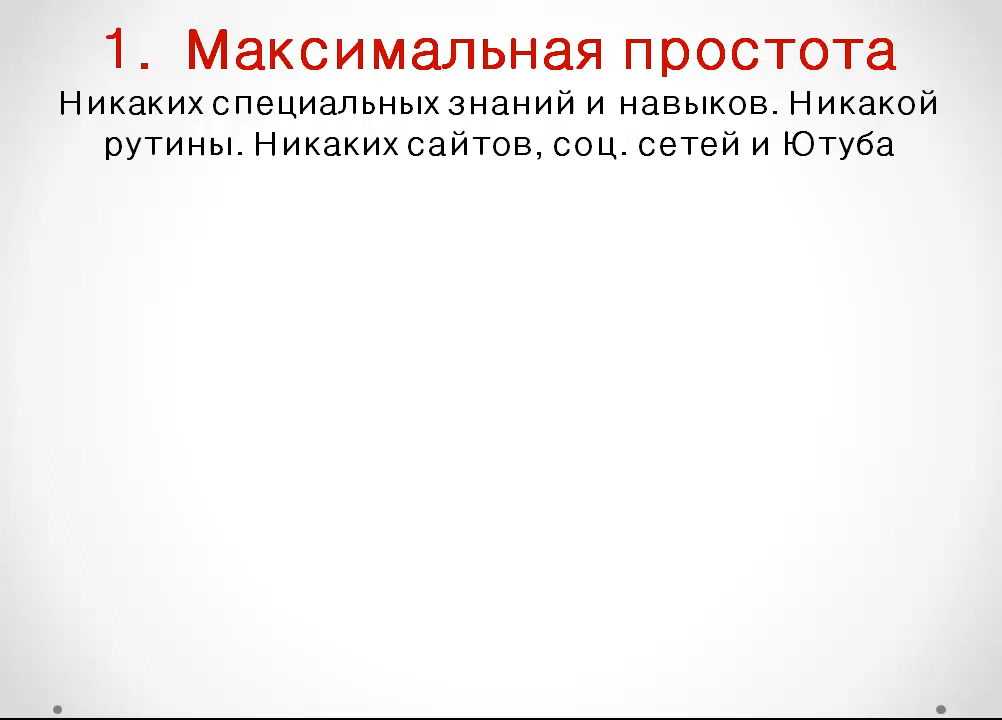 1. Максимальная простота
Никаких специальных знаний и навыков. Никакой
рутины. Никаких сайтов, соц. сетей и Ютуба